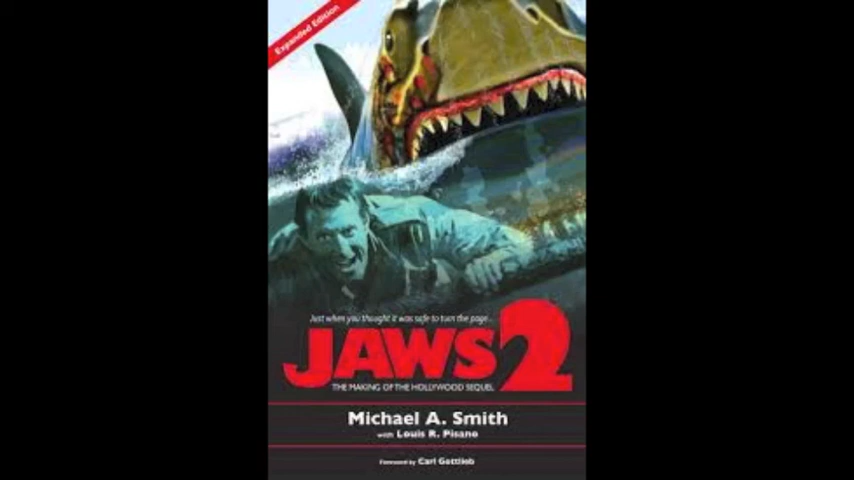 Expanded Edition
Just when you thought it was safe to turn the page...
JAWS 2
THE MAKING OF THE HOLLYWOOD SEQUEL
Michael A. Smith
with Louis R. Pisano
Foreword by Carl Gottlieb